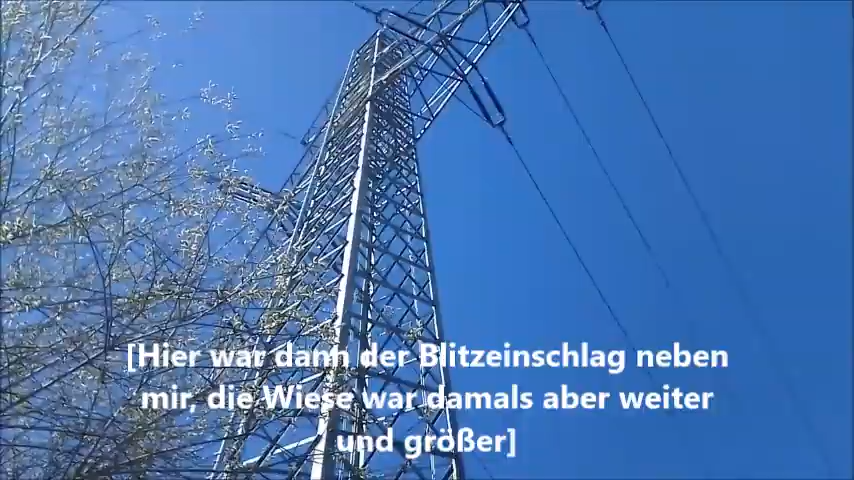 [Hier war dann der Blitzeinschlag neben
mir, die Wiese war damals aber weiter
und größer]